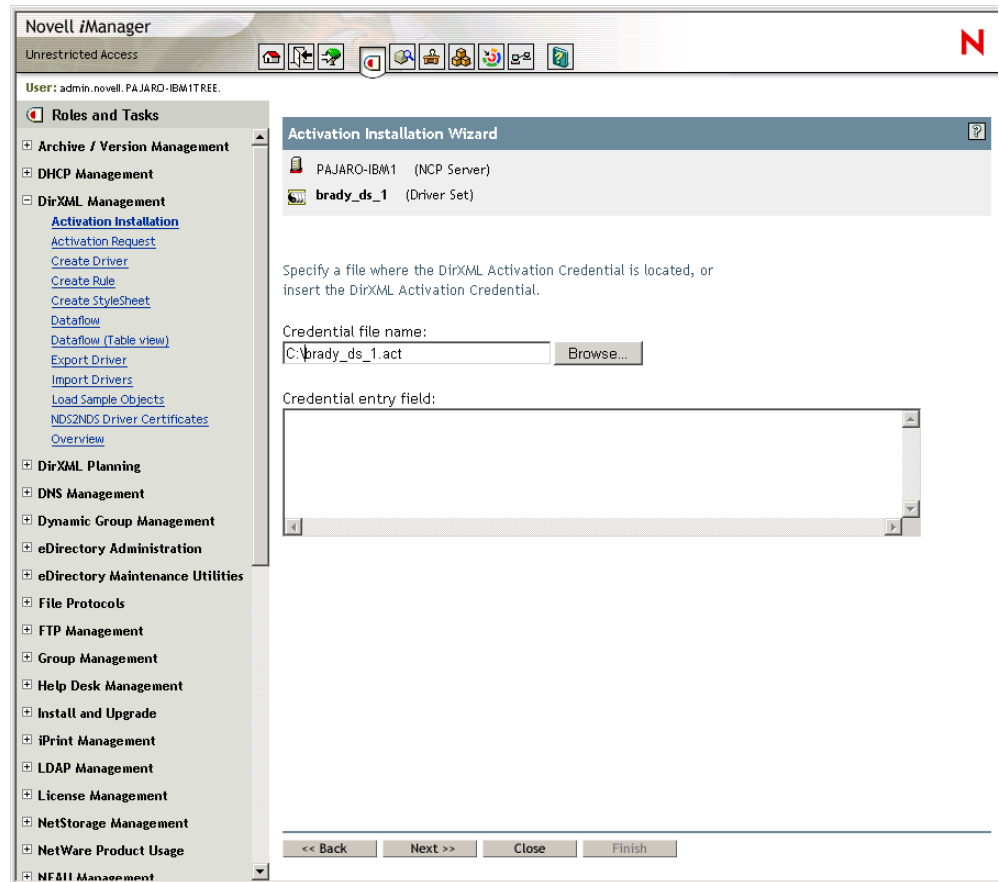 Novell iManager
Unrestricted Access
N
User: admin.novell.PAJARO-IBM1TREE.
Roles and Tasks
Archive / Version Management
DHCP Management
DirXML Management
Activation Installation
Activation Request
Create Driver
Create Rule
Create StyleSheet
Dataflow
Dataflow (Table view)
Export Driver
Import Drivers
Load Sample Objects
NDS2NDS Driver Certificates
Overview
DirXML Planning
DNS Management
Dynamic Group Management
eDirectory Administration
eDirectory Maintenance Utilities
File Protocols
FTP Management
Group Management
Help Desk Management
Install and Upgrade
iPrint Management
LDAP Management
License Management
NetStorage Management
NetWare Product Usage
NFAU Management
Activation Installation Wizard
?
PAJARO-IBM1 (NCP Server)
brady_ds_1 (Driver Set)
Specify a file where the DirXML Activation Credential is located, or
insert the DirXML Activation Credential.
Credential file name:
C:\brady_ds_1.act
Browse...
Credential entry field:
<< Back
Next >>
Close
Finish